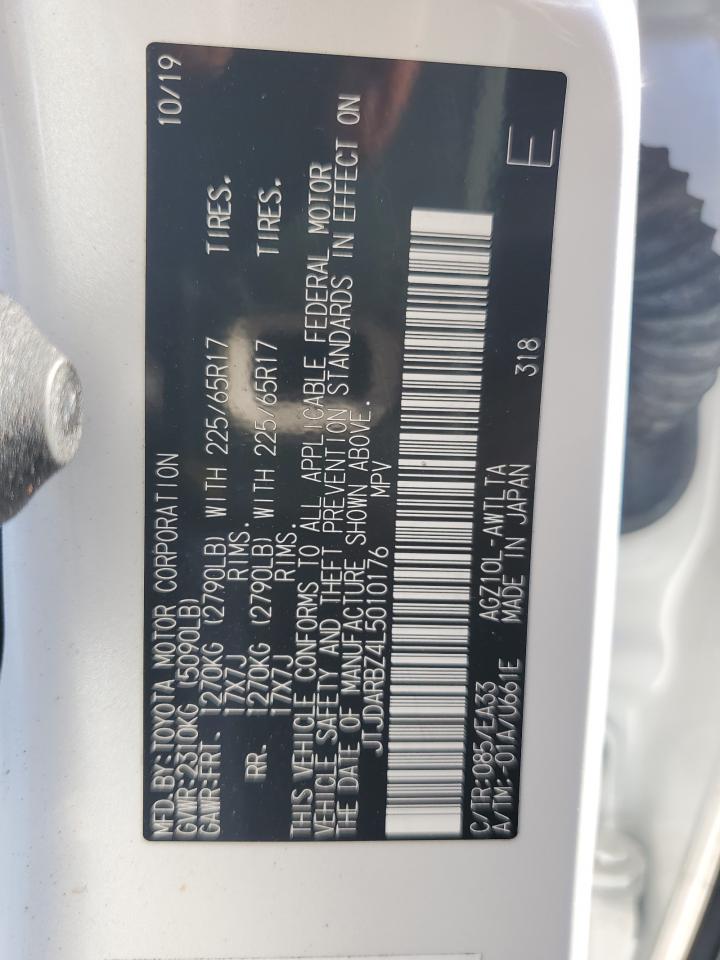 MFD.BY:TOYOTA MOTOR CORPORATION 10/19
GVWR:2310KG (5090LB)
GAWR:FRT. 1270KG (2790LB) WITH 225/65R17 TIRES.
17X7J RIMS.
RR. 1270KG (2790LB) WITH 225/65R17 TIRES.
17X7J RIMS.
THIS VEHICLE CONFORMS TO ALL APPLICABLE FEDERAL MOTOR
VEHICLE SAFETY AND THEFT PREVENTION STANDARDS IN EFFECT ON
THE DATE OF MANUFACTURE SHOWN ABOVE.
JTJDARBZ4L5010176 MPV
C/TR:085/EA33 AGZ10L-AWTLTA
A/TM:-01A/U661E MADE IN JAPAN 318 E